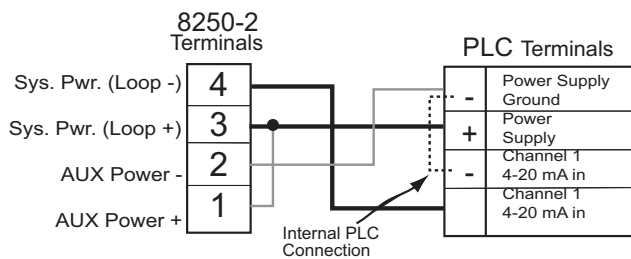 8250-2
Terminals
PLC Terminals
Sys. Pwr. (Loop -)
4
Sys. Pwr. (Loop +)
3
AUX Power -
2
AUX Power +
1
- Power Supply
Ground
+ Power
Supply
- Channel 1
4-20 mA in
Channel 1
4-20 mA in
Internal PLC
Connection